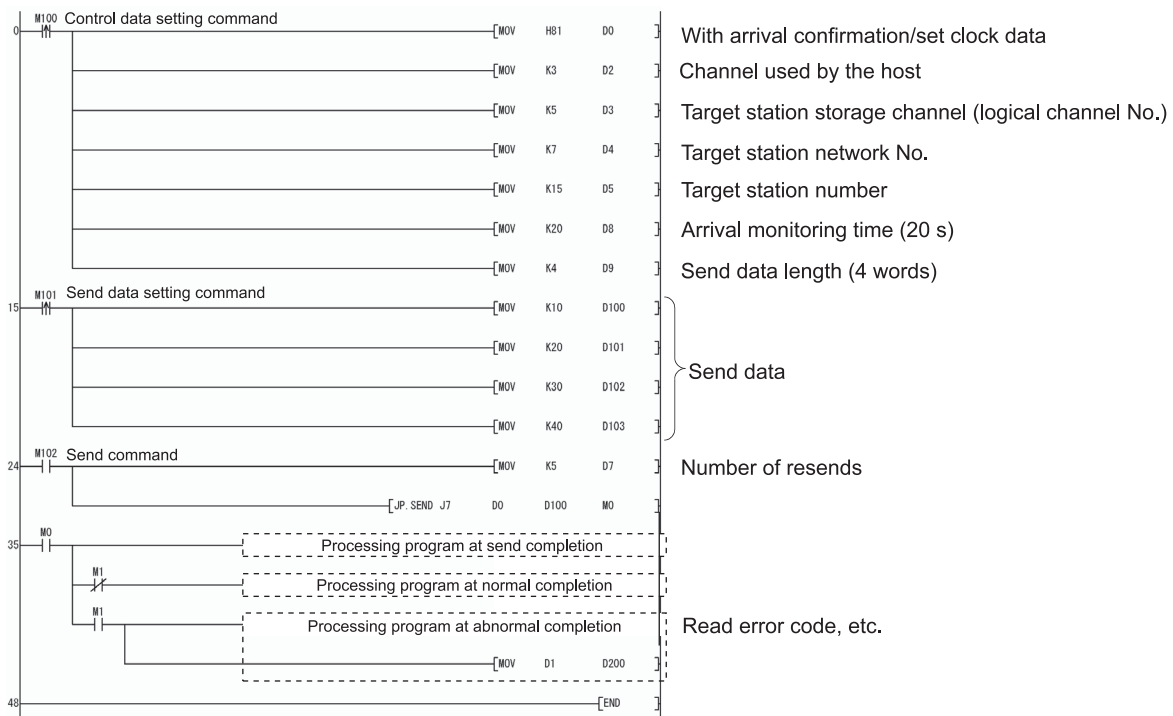 M100 Control data setting command
0 [MOV H81 D0 ] With arrival confirmation/set clock data
[MOV K3 D2 ] Channel used by the host
[MOV K5 D3 ] Target station storage channel (logical channel No.)
[MOV K7 D4 ] Target station network No.
[MOV K15 D5 ] Target station number
[MOV K20 D8 ] Arrival monitoring time (20 s)
[MOV K4 D9 ] Send data length (4 words)
M101 Send data setting command
15 [MOV K10 D100 ]
[MOV K20 D101 ]
Send data
[MOV K30 D102 ]
[MOV K40 D103 ]
M102 Send command
24 [MOV K5 D7 ] Number of resends
[JP.SEND J7 D0 D100 M0 ]
M0
35 Processing program at send completion
M1
Processing program at normal completion
M1
Processing program at abnormal completion Read error code, etc.
[MOV D1 D200 ]
48 [END ]